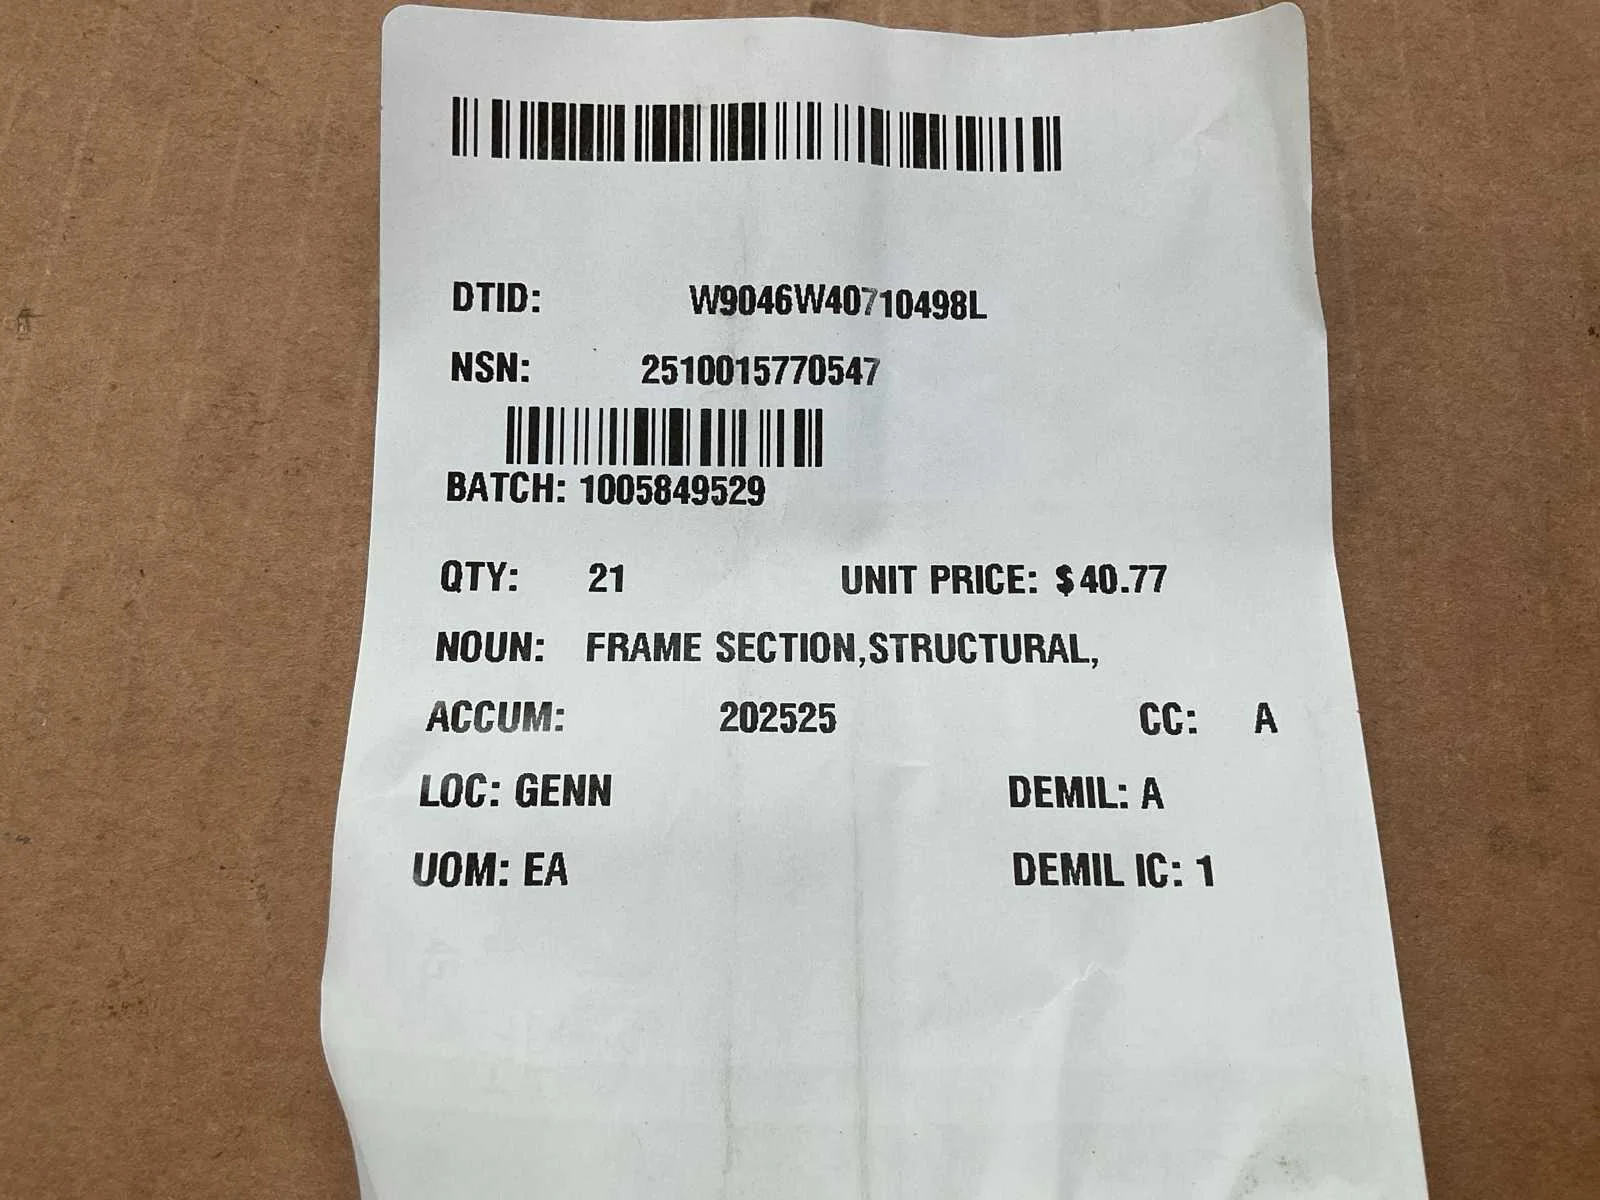 DTID: W9046W40710498L
NSN: 2510015770547
BATCH: 1005849529
QTY: 21 UNIT PRICE: $40.77
NOUN: FRAME SECTION,STRUCTURAL,
ACCUM: 202525 CC: A
LOC: GENN DEMIL: A
UOM: EA DEMIL IC: 1